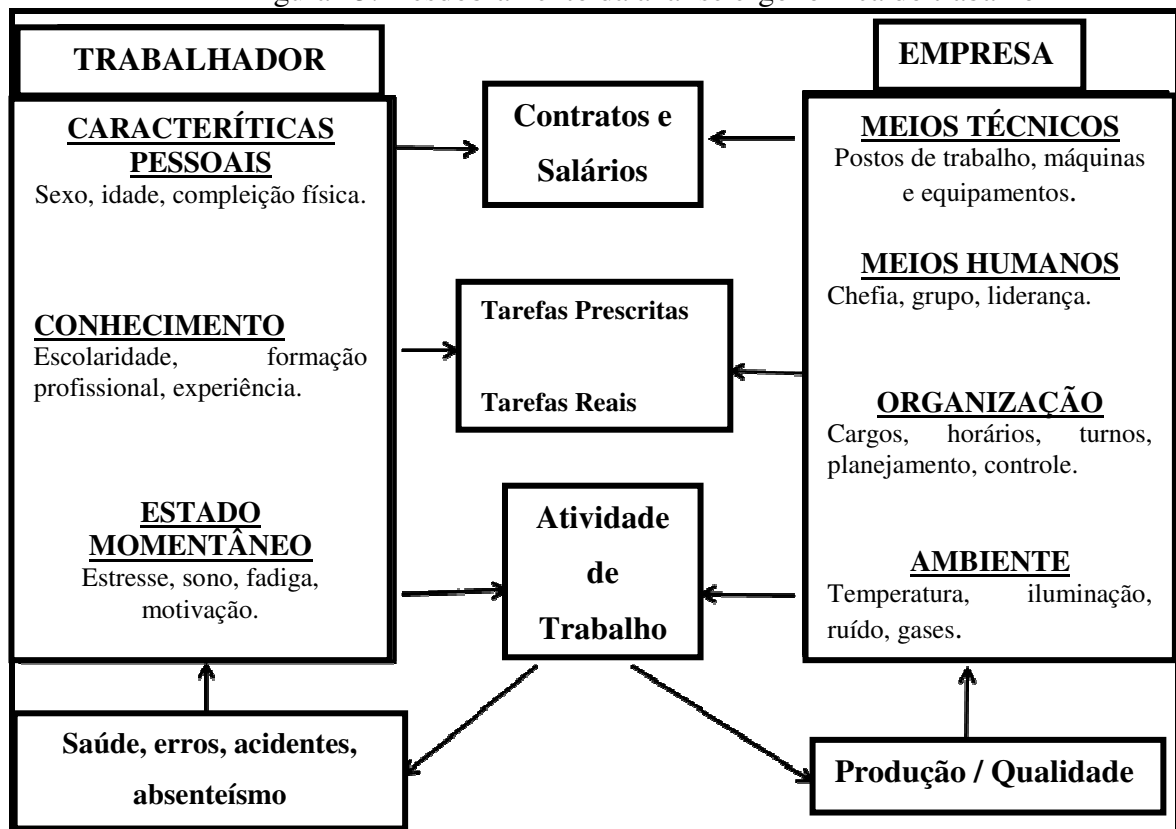 TRABALHADOR
CARACTERÍTICAS
PESSOAIS
Sexo, idade, compleição física.
CONHECIMENTO
Escolaridade, formação
profissional, experiência.
ESTADO
MOMENTÂNEO
Estresse, sono, fadiga,
motivação.
Saúde, erros, acidentes,
absenteísmo
Contratos e
Salários
Tarefas Prescritas
Tarefas Reais
Atividade
de
Trabalho
EMPRESA
MEIOS TÉCNICOS
Postos de trabalho, máquinas
e equipamentos.
MEIOS HUMANOS
Chefia, grupo, liderança.
ORGANIZAÇÃO
Cargos, horários, turnos,
planejamento, controle.
AMBIENTE
Temperatura, iluminação,
ruído, gases.
Produção / Qualidade